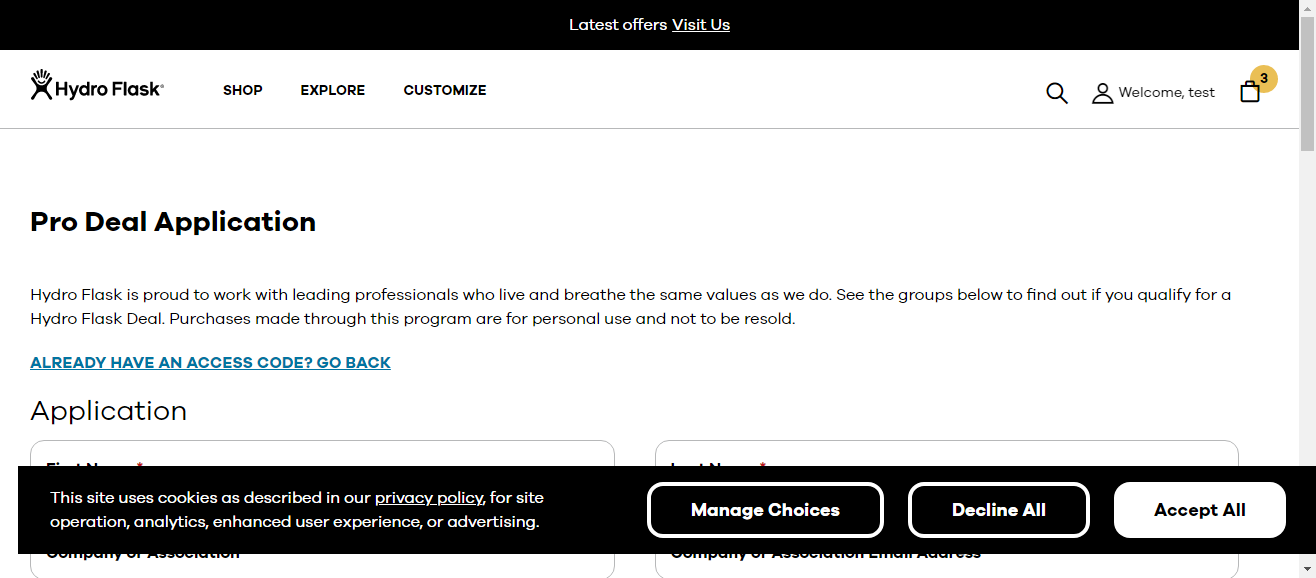 Latest offers Visit Us
Hydro Flask
SHOP
EXPLORE
CUSTOMIZE
Welcome, test
3
Pro Deal Application
Hydro Flask is proud to work with leading professionals who live and breathe the same values as we do. See the groups below to find out if you qualify for a
Hydro Flask Deal. Purchases made through this program are for personal use and not to be resold.
ALREADY HAVE AN ACCESS CODE? GO BACK
Application
First Name *
Last Name *
This site uses cookies as described in our privacy policy, for site
operation, analytics, enhanced user experience, or advertising.
Manage Choices
Decline All
Accept All
Company or Association
Company or Association Email Address